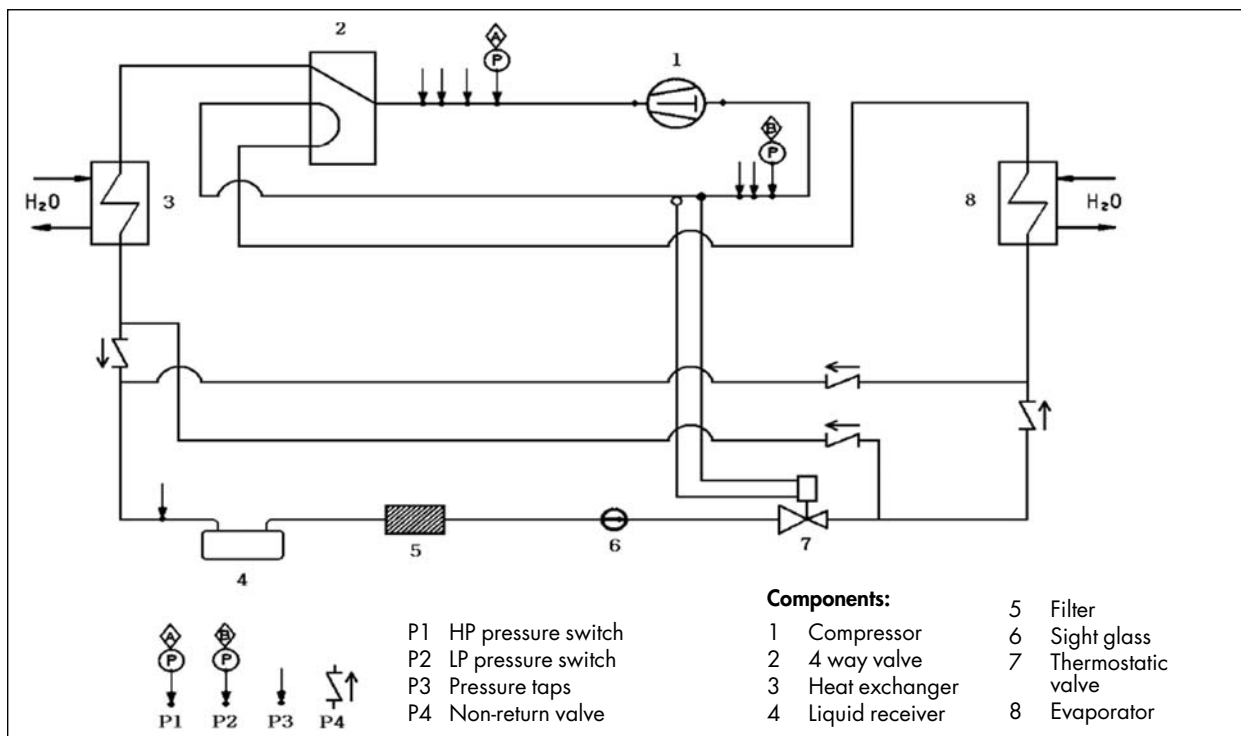 2
A
P
1
B
P
H₂O
3
8
H₂O
5
6
7
4
A
P
P1
B
P
P2
P3
P4
P1 HP pressure switch
P2 LP pressure switch
P3 Pressure taps
P4 Non-return valve
Components:
1 Compressor
2 4 way valve
3 Heat exchanger
4 Liquid receiver
5 Filter
6 Sight glass
7 Thermostatic
valve
8 Evaporator